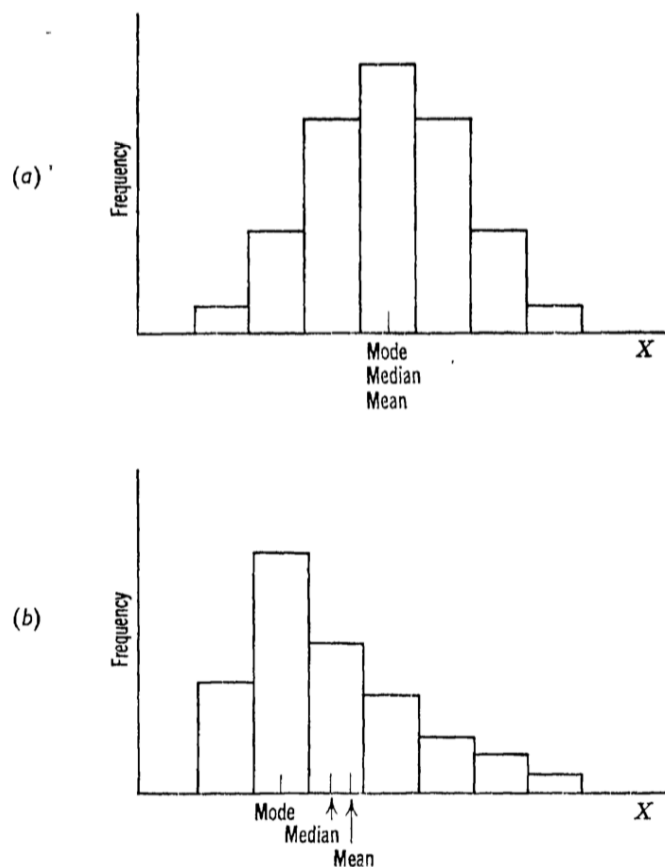 (a)
Frequency
Mode
Median
Mean
X
(b)
Frequency
Mode
Median
Mean
X